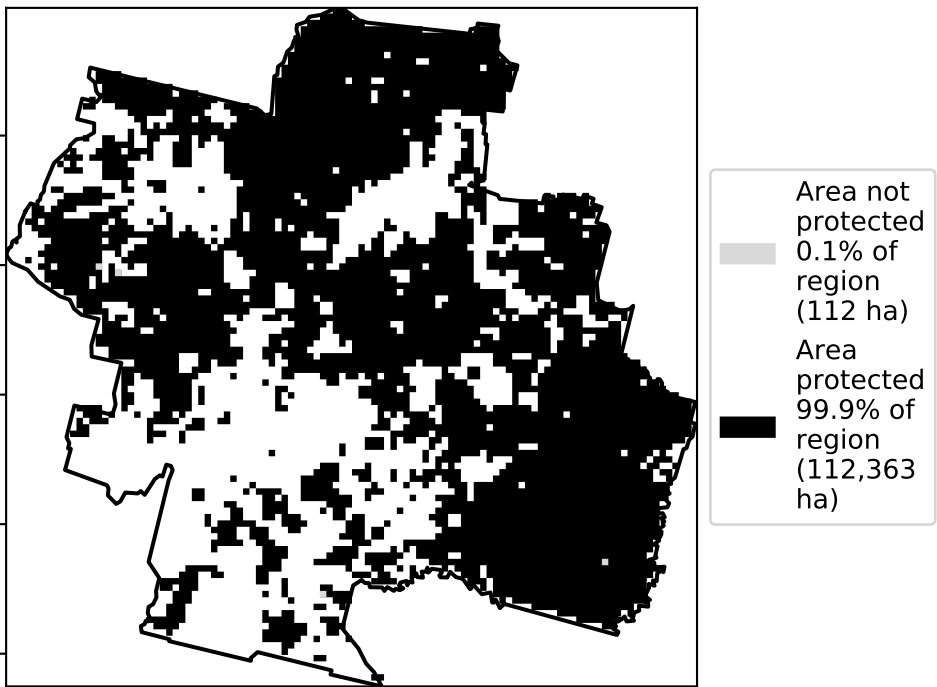 Area not
protected
0.1% of
region
(112 ha)
Area
protected
99.9% of
region
(112,363
ha)